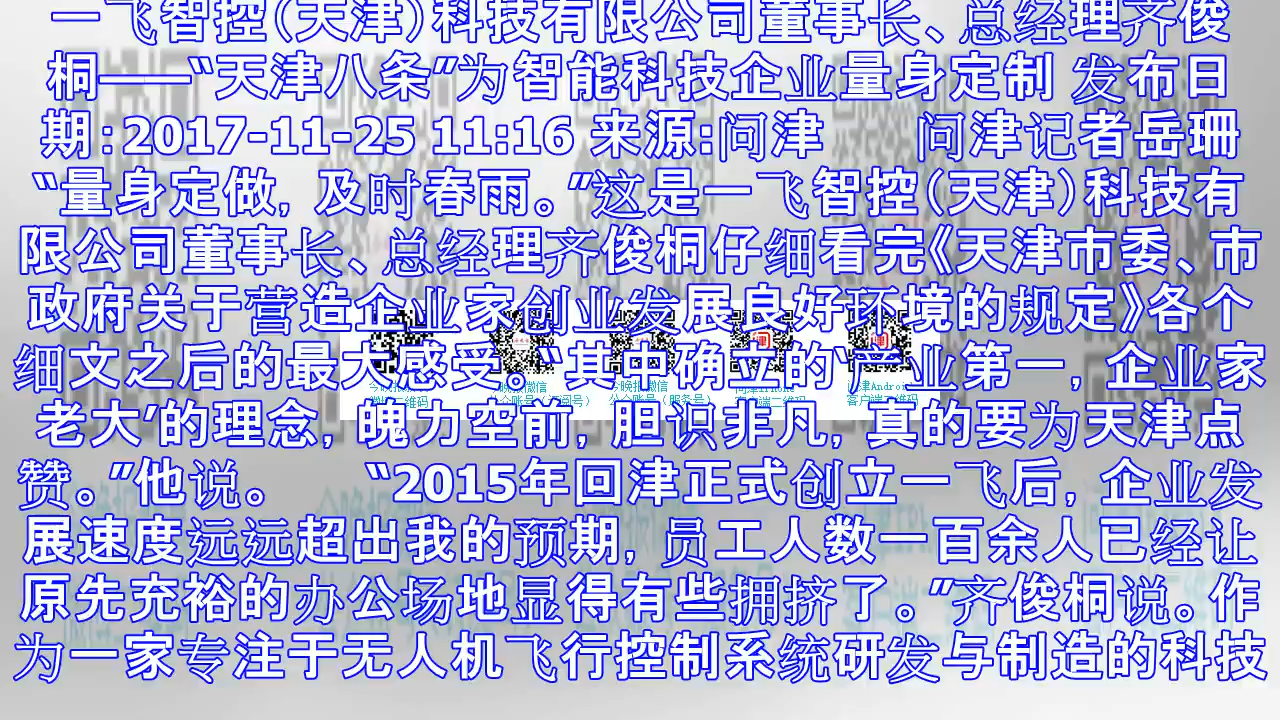 一飞智控(天津)科技有限公司董事长、总经理齐俊
桐——“天津八条”为智能科技企业量身定制 发布日
期:2017-11-25 11:16 来源:问津　　问津记者岳珊
“量身定做, 及时春雨。”这是一飞智控(天津)科技有
限公司董事长、总经理齐俊桐仔细看完《天津市委、市
政府关于营造企业家创业发展良好环境的规定》各个
细文之后的最大感受。“其中确立的‘产业第一, 企业家
老大’的理念, 魄力空前, 胆识非凡, 真的要为天津点
赞。”他说。　　“2015年回津正式创立一飞后, 企业发
展速度远远超出我的预期, 员工人数一百余人已经让
原先充裕的办公场地显得有些拥挤了。”齐俊桐说。作
为一家专注于无人机飞行控制系统研发与制造的科技